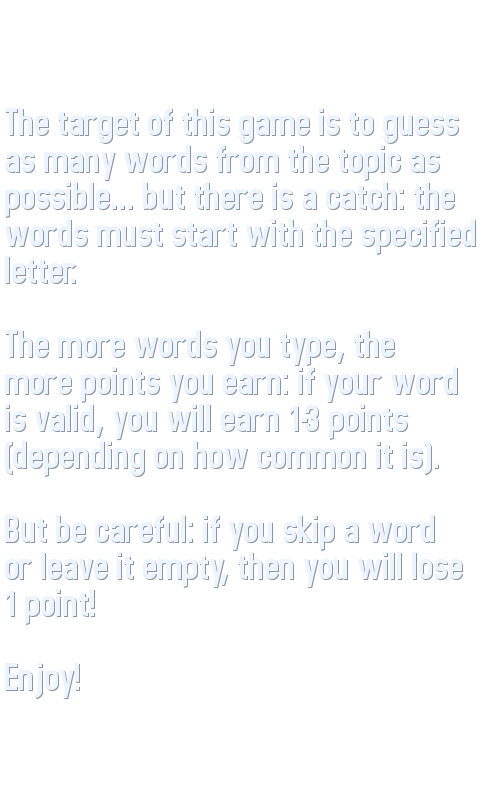 The target of this game is to guess
as many words from the topic as
possible... but there is a catch: the
words must start with the specified
letter.
The more words you type, the
more points you earn: if your word
is valid, you will earn 1-3 points
(depending on how common it is).
But be careful: if you skip a word
or leave it empty, then you will lose
1 point!
Enjoy!